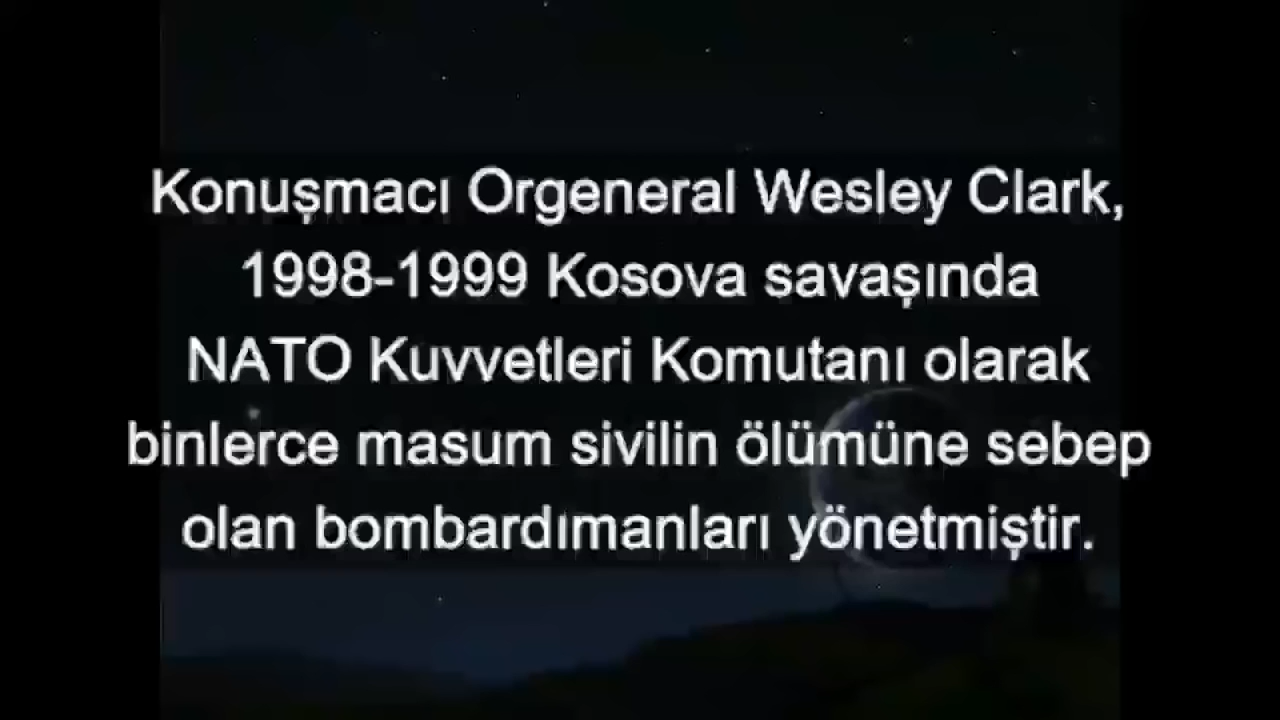 Konuşmacı Orgeneral Wesley Clark,
1998-1999 Kosova savaşında
NATO Kuvvetleri Komutanı olarak
binlerce masum sivilin ölümüne sebep
olan bombardımanları yönetmiştir.